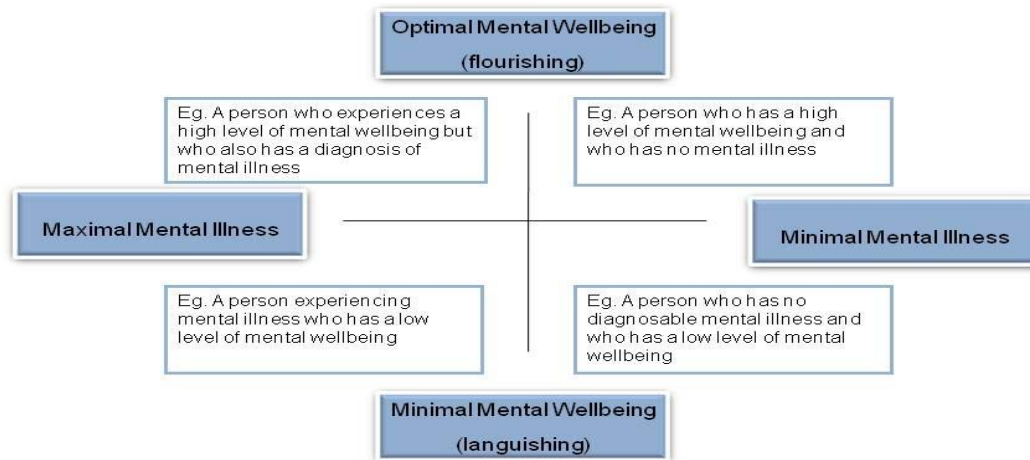 Optimal Mental Wellbeing
(flourishing)
Eg. A person who experiences a
high level of mental wellbeing but
who also has a diagnosis of
mental illness
Eg. A person who has a high
level of mental wellbeing and
who has no mental illness
Maximal Mental Illness
Minimal Mental Illness
Eg. A person experiencing
mental illness who has a low
level of mental wellbeing
Eg. A person who has no
diagnosable mental illness and
who has a low level of mental
wellbeing
Minimal Mental Wellbeing
(languishing)